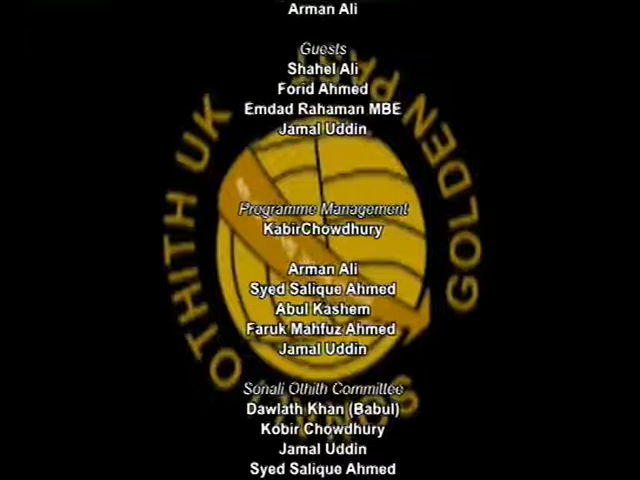 Arman Ali
Guests
Shahel Ali
Forid Ahmed
Emdad Rahaman MBE
Jamal Uddin
Programme Management
KabirChowdhury
Arman Ali
Syed Salique Ahmed
Abul Kashem
Faruk Mahfuz Ahmed
Jamal Uddin
Sonali Othith Committee
Dawlath Khan (Babul)
Kobir Chowdhury
Jamal Uddin
Syed Salique Ahmed
SONALI OTHITH UK
GOLDEN PAST